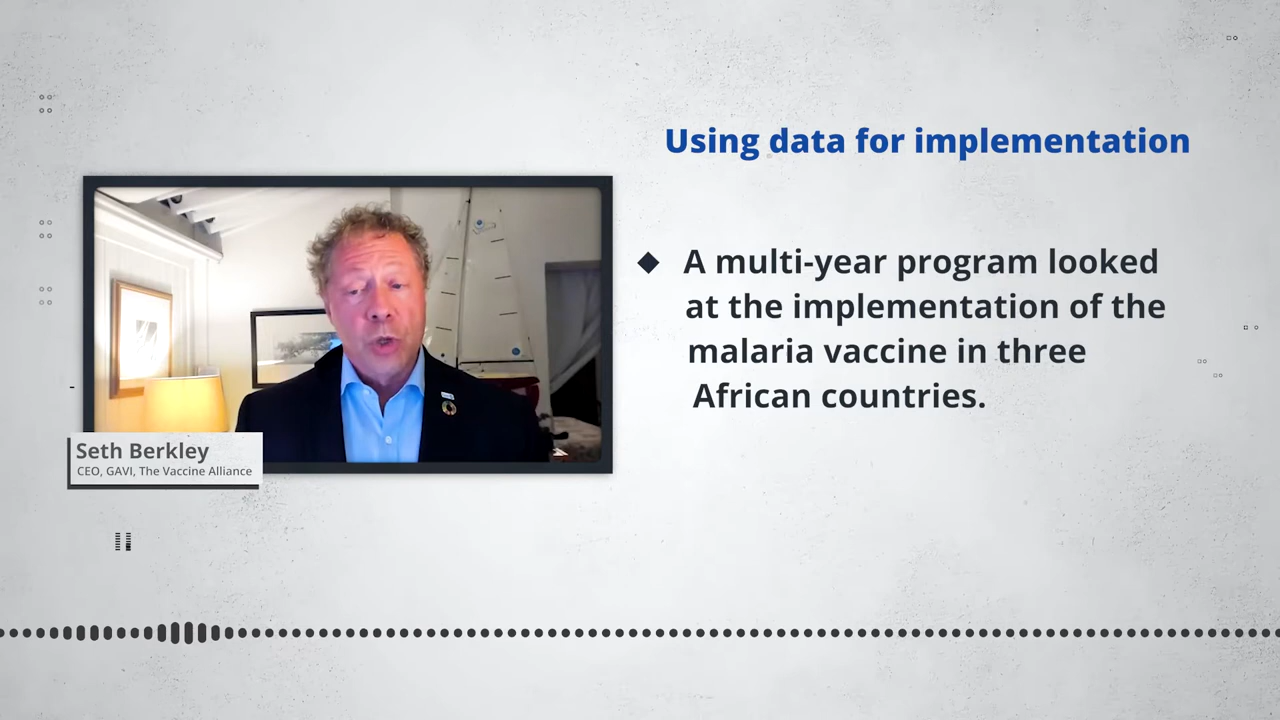 Using data for implementation
◆ A multi-year program looked
at the implementation of the
malaria vaccine in three
African countries.
Seth Berkley
CEO, GAVI, The Vaccine Alliance